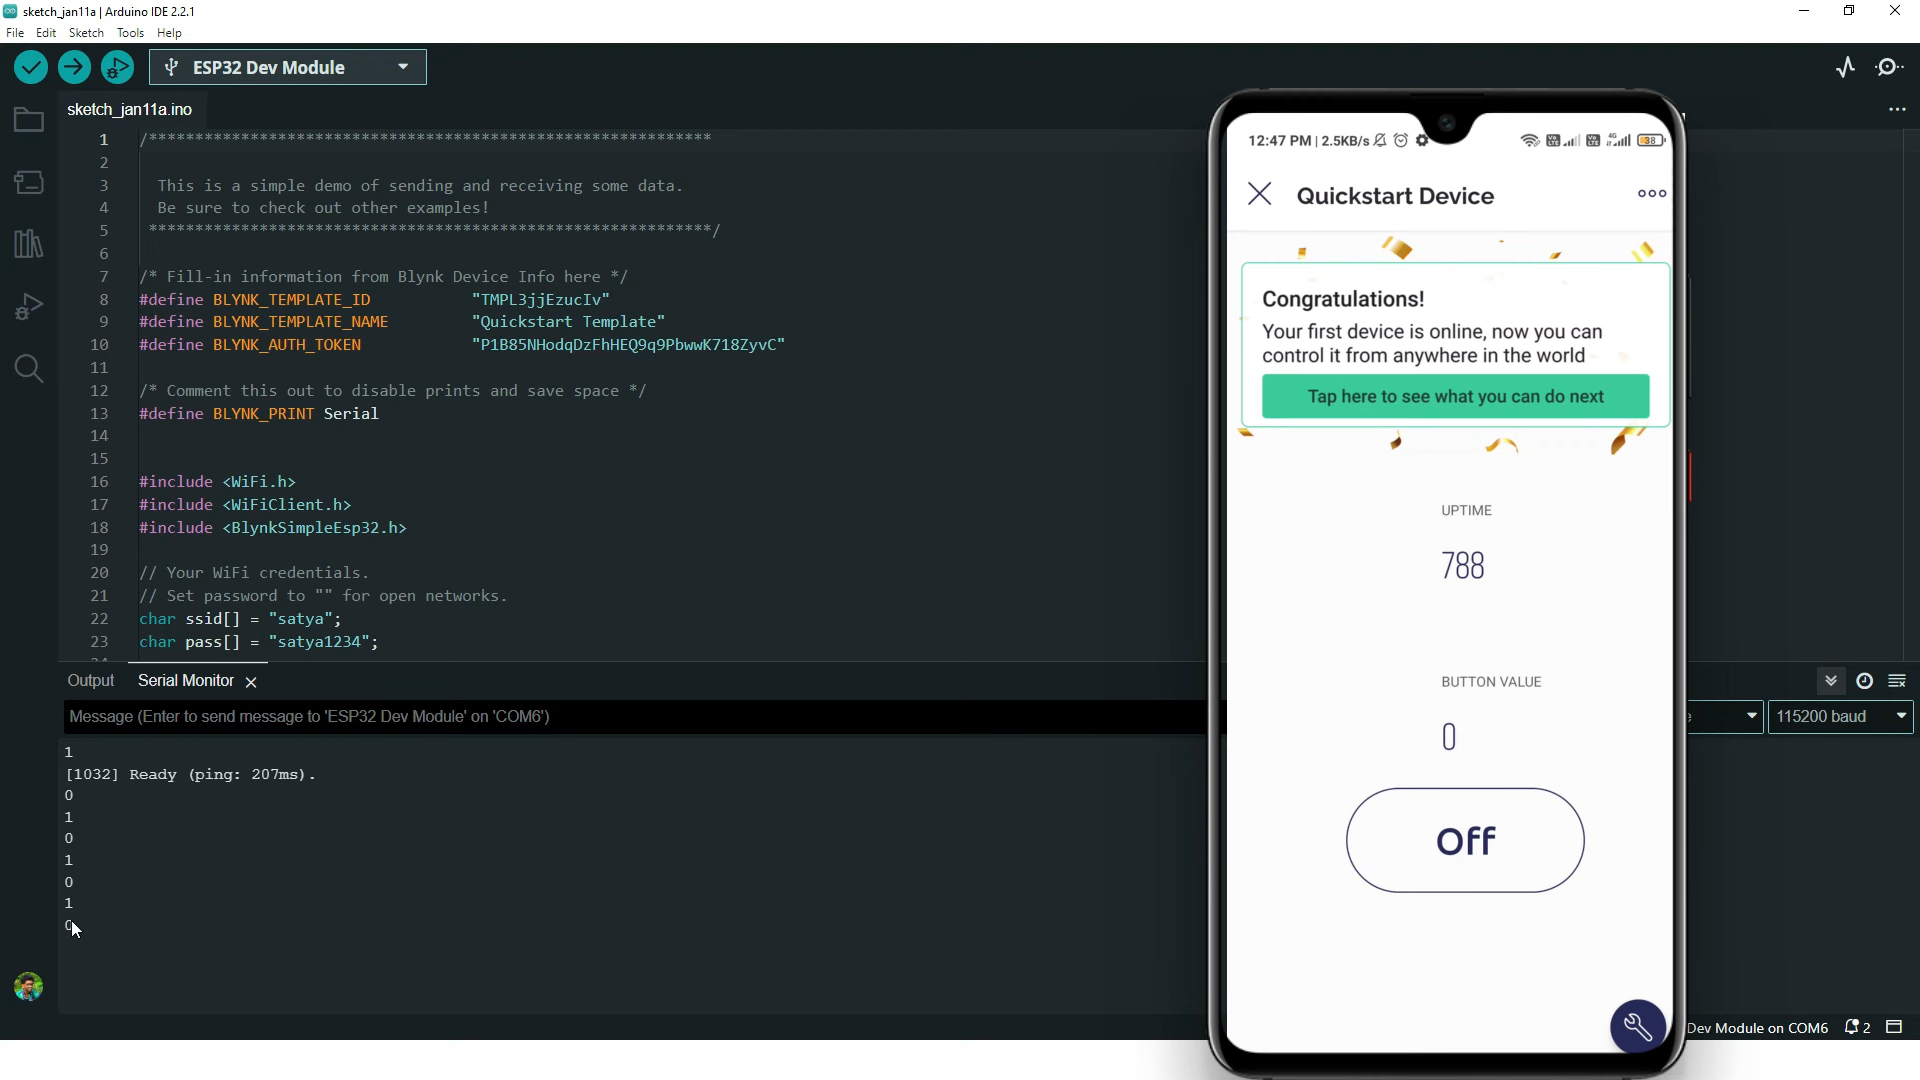 sketch_jan11a | Arduino IDE 2.2.1
File Edit Sketch Tools Help
ESP32 Dev Module
sketch_jan11a.ino
1 /*************************************************************
2
3 This is a simple demo of sending and receiving some data.
4 Be sure to check out other examples!
5 *************************************************************/
6
7 /* Fill-in information from Blynk Device Info here */
8 #define BLYNK_TEMPLATE_ID "TMPL3jjEzucIv"
9 #define BLYNK_TEMPLATE_NAME "Quickstart Template"
10 #define BLYNK_AUTH_TOKEN "P1B85NHodqDzFhHEQ9q9PbwwK718ZyvC"
11
12 /* Comment this out to disable prints and save space */
13 #define BLYNK_PRINT Serial
14
15
16 #include <WiFi.h>
17 #include <WiFiClient.h>
18 #include <BlynkSimpleEsp32.h>
19
20 // Your WiFi credentials.
21 // Set password to "" for open networks.
22 char ssid[] = "satya";
23 char pass[] = "satya1234";
Output Serial Monitor
Message (Enter to send message to 'ESP32 Dev Module' on 'COM6')
115200 baud
1
[1032] Ready (ping: 207ms).
0
1
0
1
0
1
0
Dev Module on COM6 2
12:47 PM | 2.5KB/s
4G
38
Quickstart Device
Congratulations!
Your first device is online, now you can
control it from anywhere in the world
Tap here to see what you can do next
UPTIME
788
BUTTON VALUE
0
Off